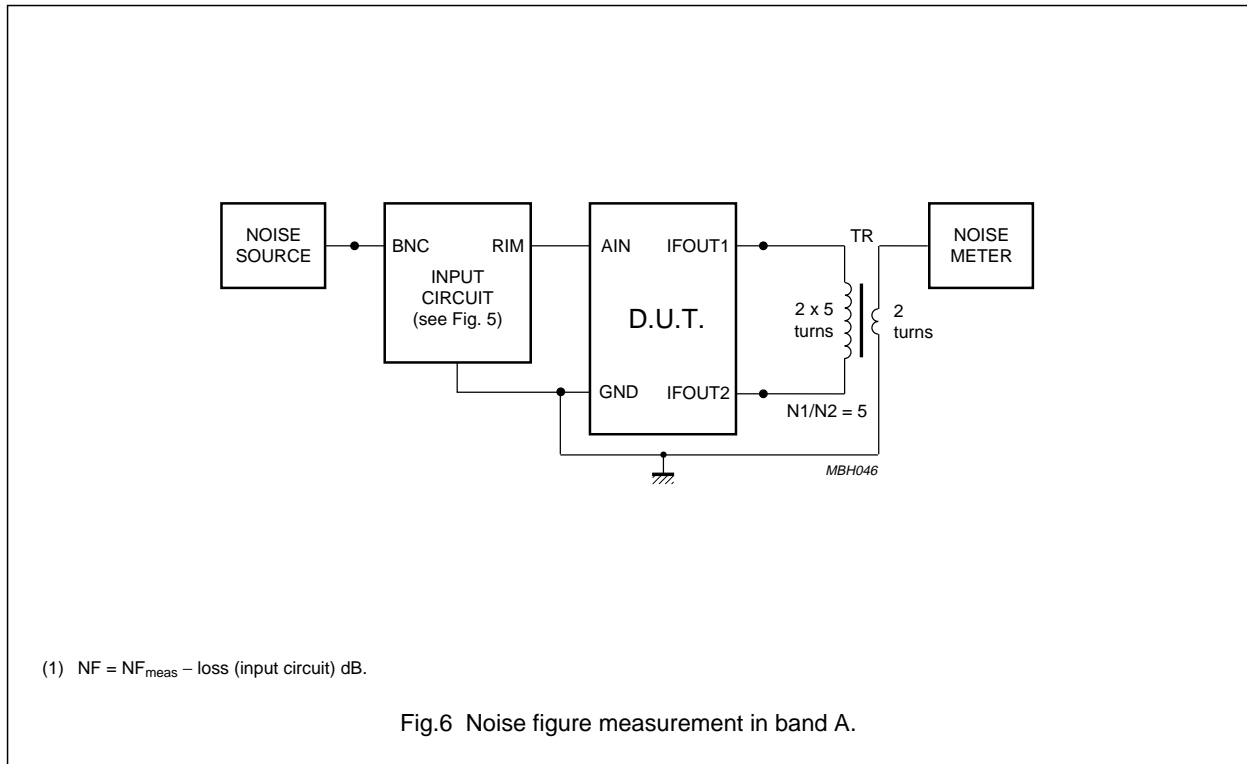 NOISE
SOURCE
BNC
RIM
INPUT
CIRCUIT
(see Fig. 5)
AIN
IFOUT1
D.U.T.
GND
IFOUT2
TR
2 x 5
turns
2
turns
N1/N2 = 5
NOISE
METER
MBH046
(1) NF = NFmeas − loss (input circuit) dB.
Fig.6 Noise figure measurement in band A.